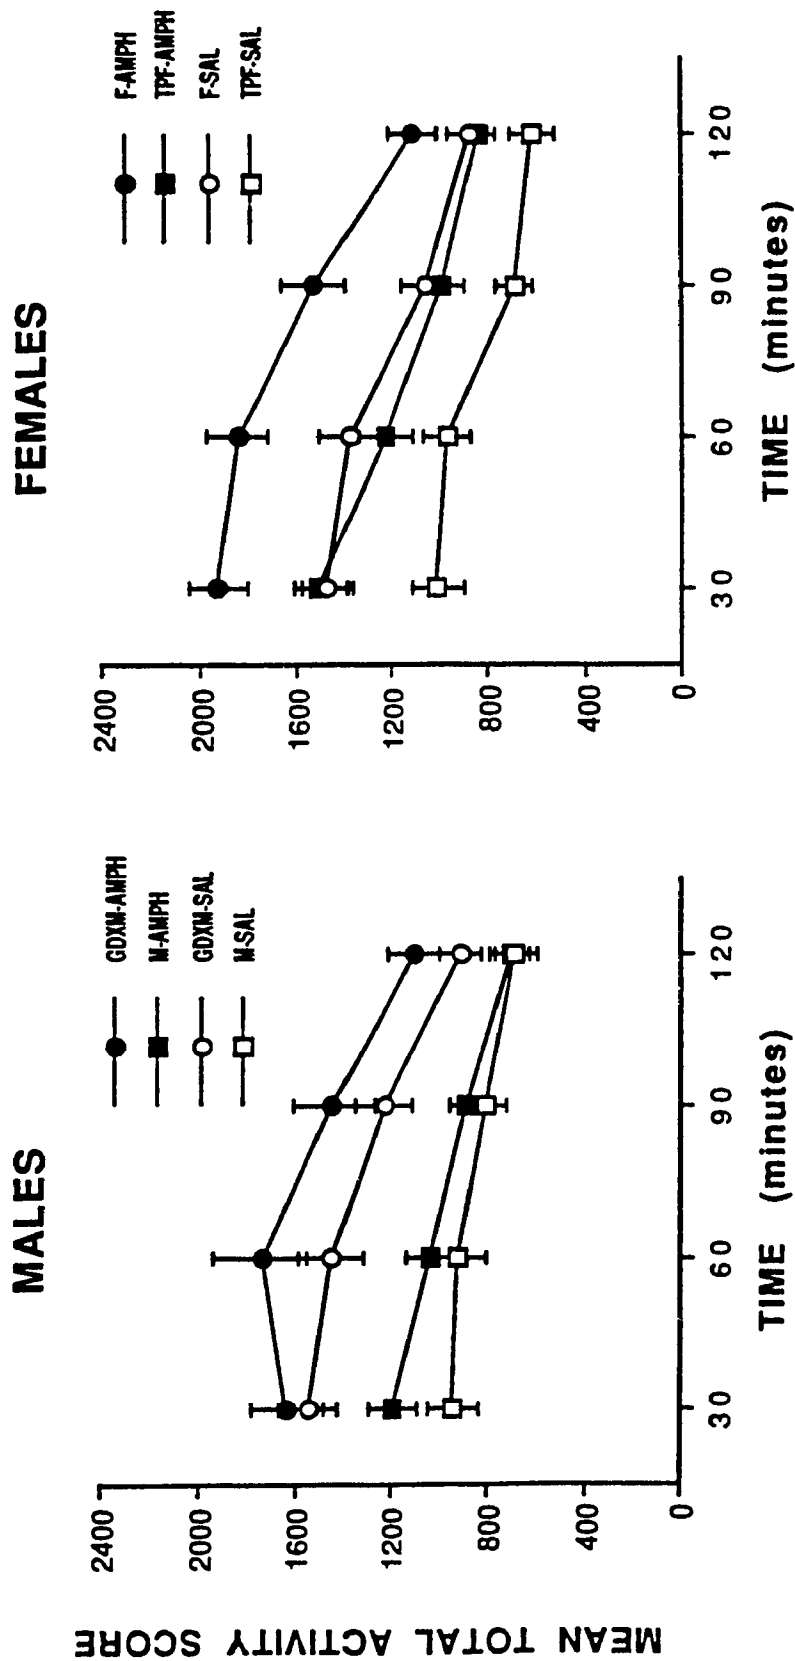 MALES
FEMALES
GDXM-AMPH
M-AMPH
GDXM-SAL
M-SAL
F-AMPH
TPF-AMPH
F-SAL
TPF-SAL
MEAN TOTAL ACTIVITY SCORE
2400
2000
1600
1200
800
400
0
30 60 90 120
TIME (minutes)
2400
2000
1600
1200
800
400
0
30 60 90 120
TIME (minutes)